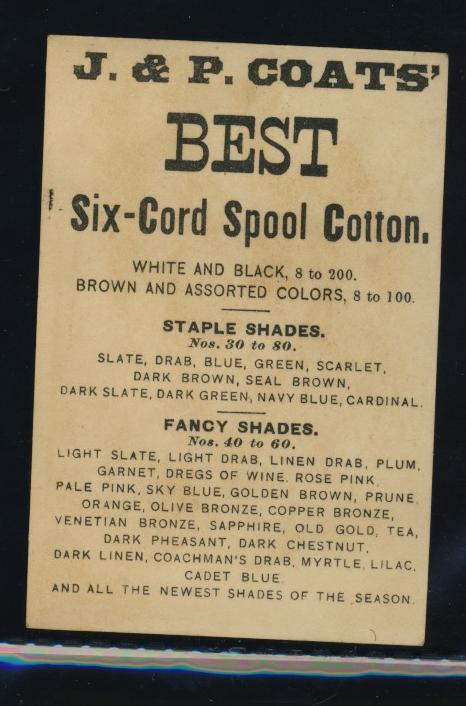 J. & P. COATS'
BEST
Six-Cord Spool Cotton.
WHITE AND BLACK, 8 to 200.
BROWN AND ASSORTED COLORS, 8 to 100.
STAPLE SHADES.
Nos. 30 to 80.
SLATE, DRAB, BLUE, GREEN, SCARLET,
DARK BROWN, SEAL BROWN,
DARK SLATE, DARK GREEN, NAVY BLUE, CARDINAL.
FANCY SHADES.
Nos. 40 to 60.
LIGHT SLATE, LIGHT DRAB, LINEN DRAB, PLUM,
GARNET, DREGS OF WINE. ROSE PINK,
PALE PINK, SKY BLUE, GOLDEN BROWN, PRUNE,
ORANGE, OLIVE BRONZE, COPPER BRONZE,
VENETIAN BRONZE, SAPPHIRE, OLD GOLD, TEA,
DARK PHEASANT, DARK CHESTNUT,
DARK LINEN, COACHMAN'S DRAB, MYRTLE, LILAC,
CADET BLUE,
AND ALL THE NEWEST SHADES OF THE SEASON.